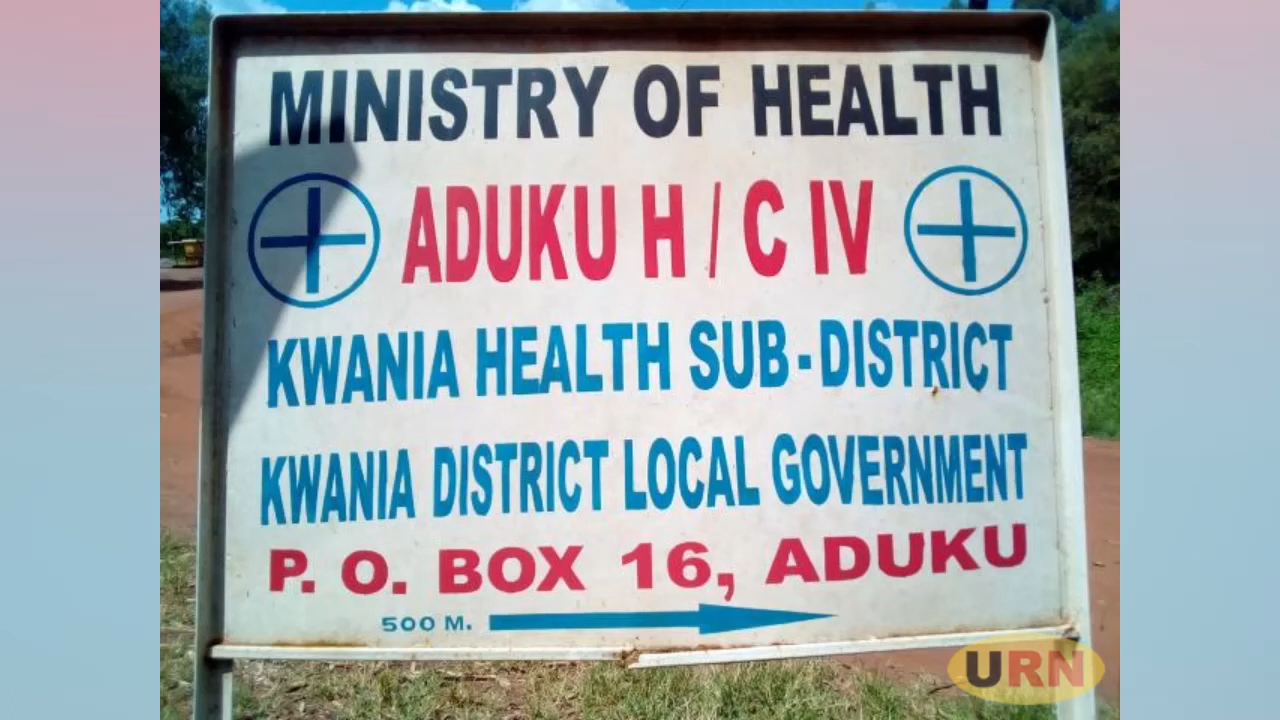 MINISTRY OF HEALTH
ADUKU H / C IV
KWANIA HEALTH SUB - DISTRICT
KWANIA DISTRICT LOCAL GOVERNMENT
P. O. BOX 16, ADUKU
500 M.
URN